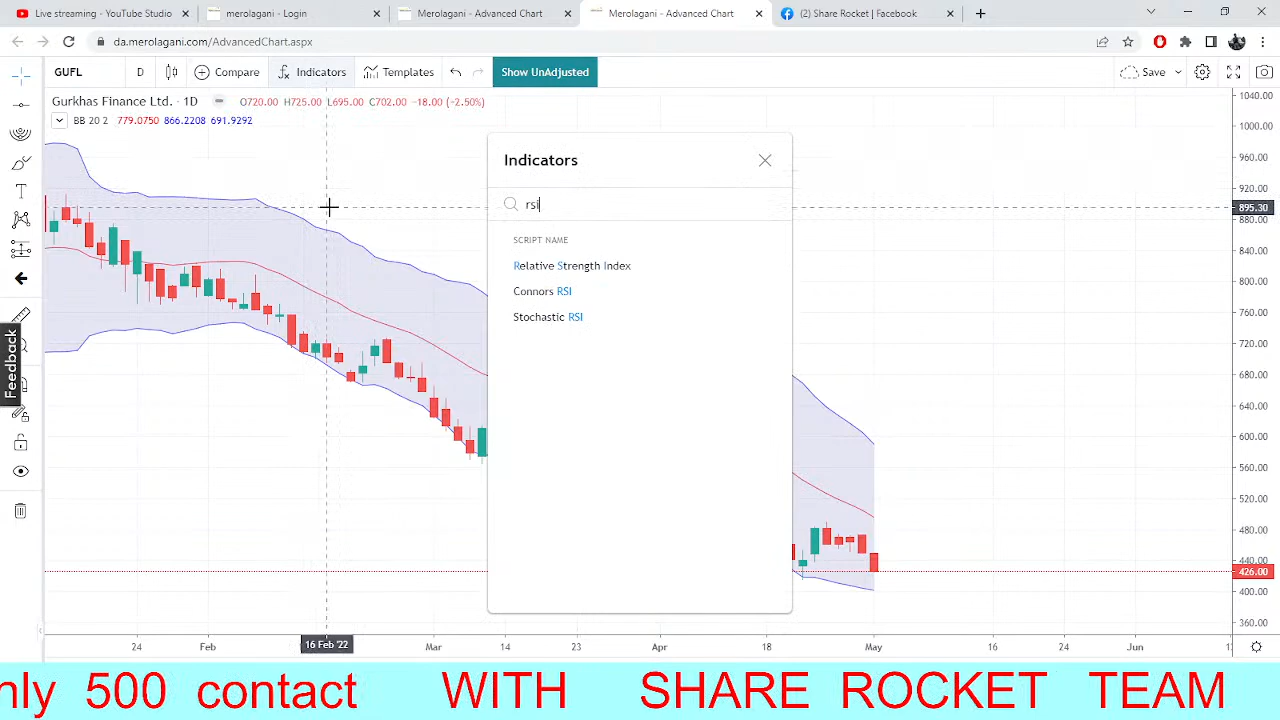 Live streaming - YouTube Studio
merolagani - Login
Merolagani - Advanced Chart
Merolagani - Advanced Chart
(2) Share Rocket | Facebook
da.merolagani.com/AdvancedChart.aspx
GUFL D Compare Indicators Templates Show UnAdjusted Save
Gurkhas Finance Ltd. · 1D O720.00 H725.00 L695.00 C702.00 −18.00 (−2.50%)
BB 20 2 779.0750 866.2208 691.9292
Indicators
rsi
SCRIPT NAME
Relative Strength Index
Connors RSI
Stochastic RSI
Feedback
1040.00
1000.00
960.00
920.00
895.30
880.00
840.00
800.00
760.00
720.00
680.00
640.00
600.00
560.00
520.00
480.00
440.00
426.00
400.00
360.00
24 Feb 16 Feb '22 Mar 14 23 Apr 18 May 16 24 Jun
nly 500 contact WITH SHARE ROCKET TEAM